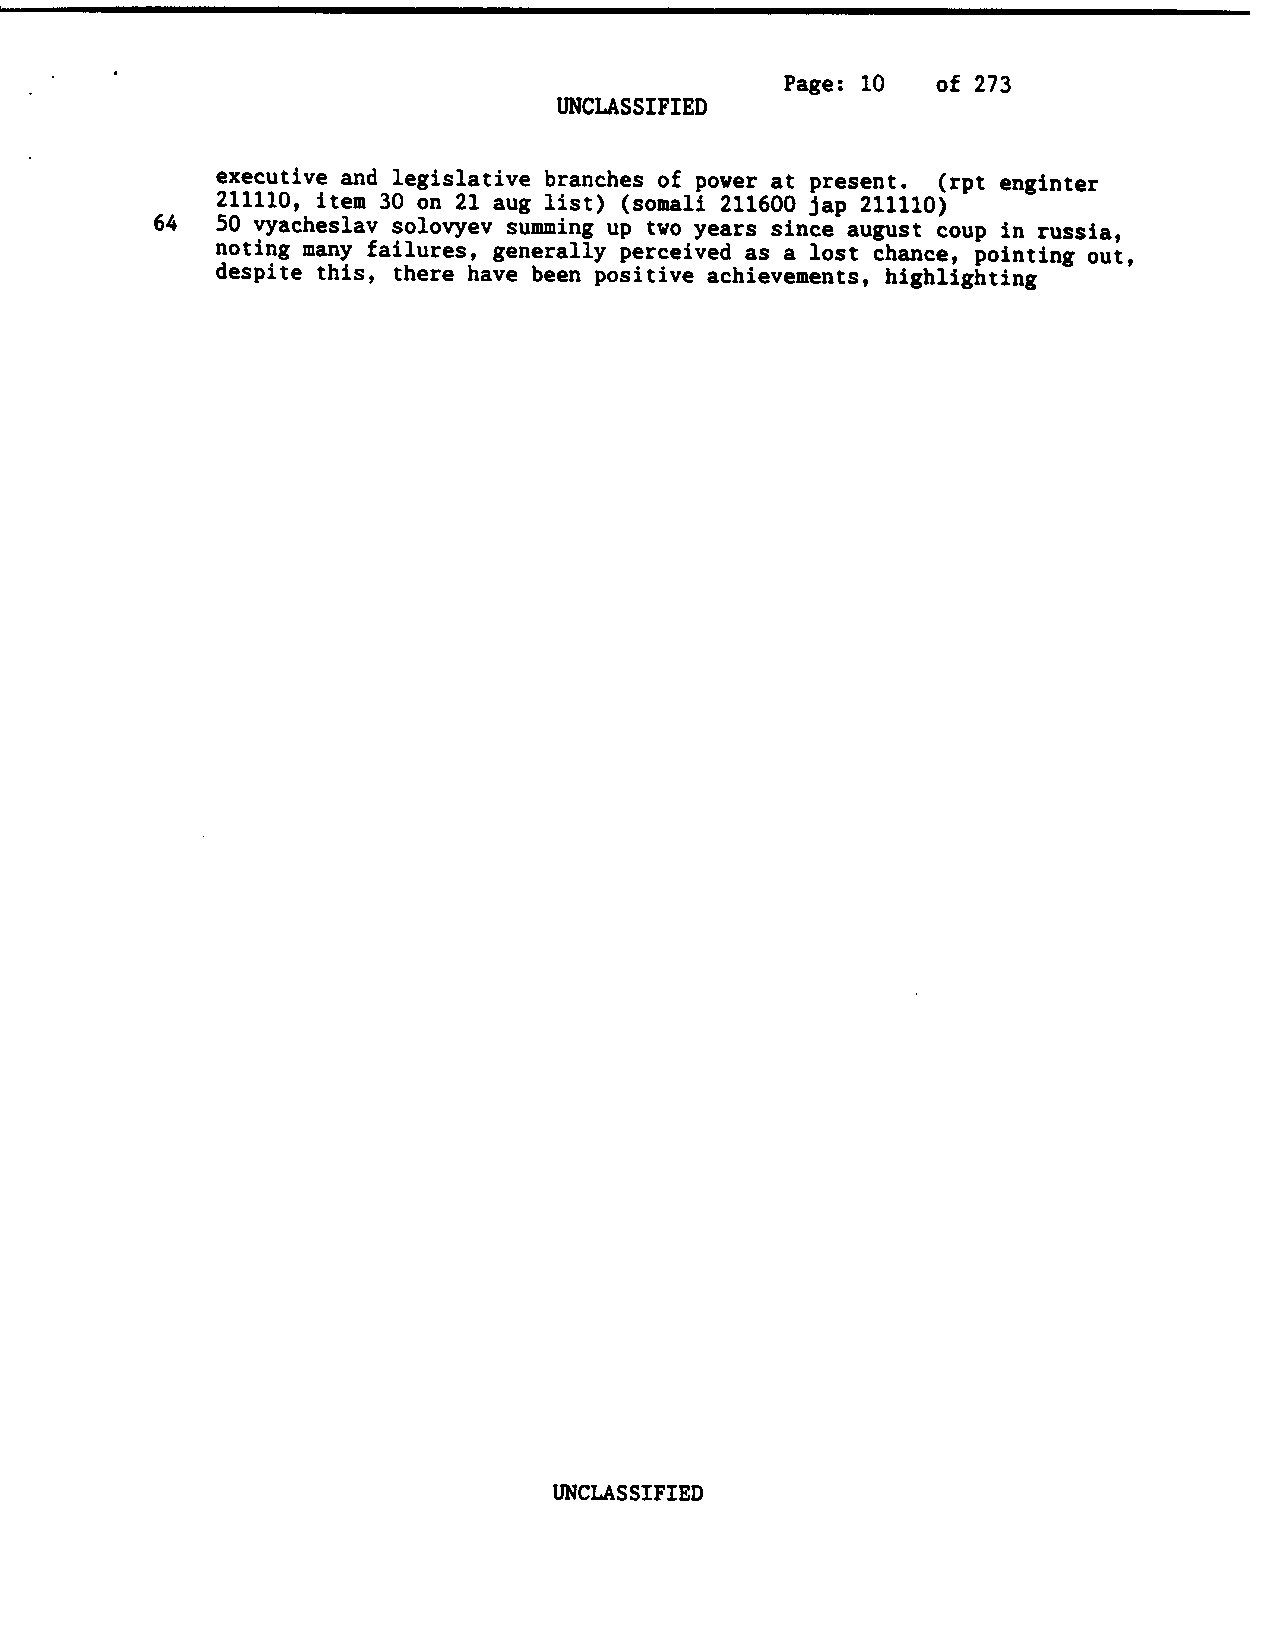 Page: 10 of 273
UNCLASSIFIED
executive and legislative branches of power at present. (rpt enginter
211110, item 30 on 21 aug list) (somali 211600 jap 211110)
64 50 vyacheslav solovyev summing up two years since august coup in russia,
noting many failures, generally perceived as a lost chance, pointing out,
despite this, there have been positive achievements, highlighting
UNCLASSIFIED